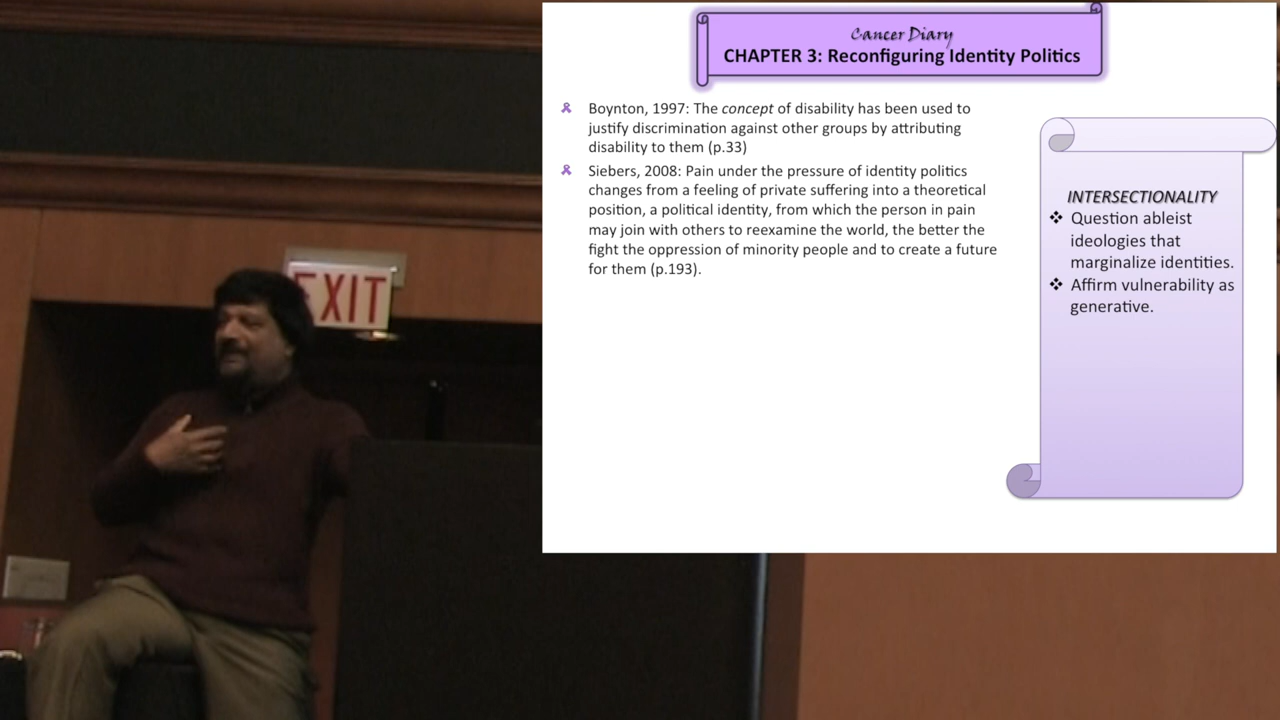 Cancer Diary
CHAPTER 3: Reconfiguring Identity Politics
Boynton, 1997: The concept of disability has been used to
justify discrimination against other groups by attributing
disability to them (p.33)
Siebers, 2008: Pain under the pressure of identity politics
changes from a feeling of private suffering into a theoretical
position, a political identity, from which the person in pain
may join with others to reexamine the world, the better the
fight the oppression of minority people and to create a future
for them (p.193).
INTERSECTIONALITY
Question ableist
ideologies that
marginalize identities.
Affirm vulnerability as
generative.
EXIT